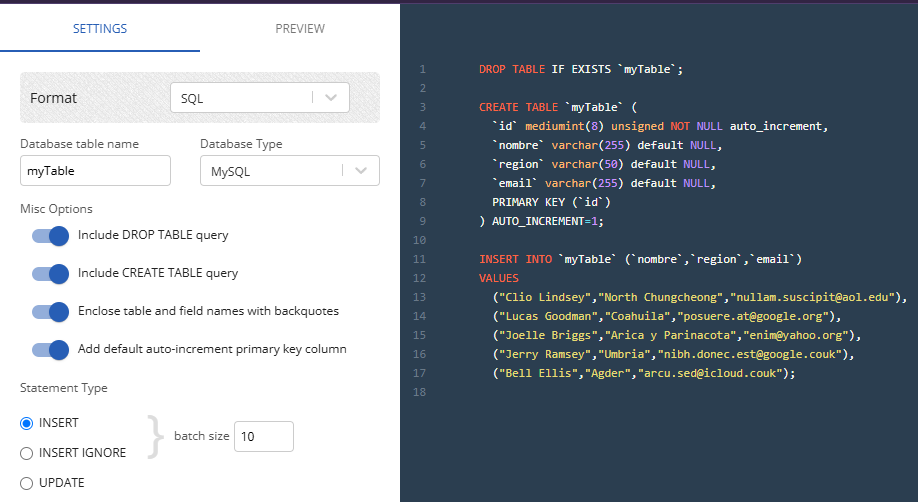 SETTINGS
PREVIEW
Format
SQL
Database table name
Database Type
myTable
MySQL
Misc Options
Include DROP TABLE query
Include CREATE TABLE query
Enclose table and field names with backquotes
Add default auto-increment primary key column
Statement Type
INSERT
INSERT IGNORE
UPDATE
batch size 10
1 DROP TABLE IF EXISTS `myTable`;
2
3 CREATE TABLE `myTable` (
4 `id` mediumint(8) unsigned NOT NULL auto_increment,
5 `nombre` varchar(255) default NULL,
6 `region` varchar(50) default NULL,
7 `email` varchar(255) default NULL,
8 PRIMARY KEY (`id`)
9 ) AUTO_INCREMENT=1;
10
11 INSERT INTO `myTable` (`nombre`,`region`,`email`)
12 VALUES
13 ("Clio Lindsey","North Chungcheong","nullam.suscipit@aol.edu"),
14 ("Lucas Goodman","Coahuila","posuere.at@google.org"),
15 ("Joelle Briggs","Arica y Parinacota","enim@yahoo.org"),
16 ("Jerry Ramsey","Umbria","nibh.donec.est@google.couk"),
17 ("Bell Ellis","Agder","arcu.sed@icloud.couk");
18